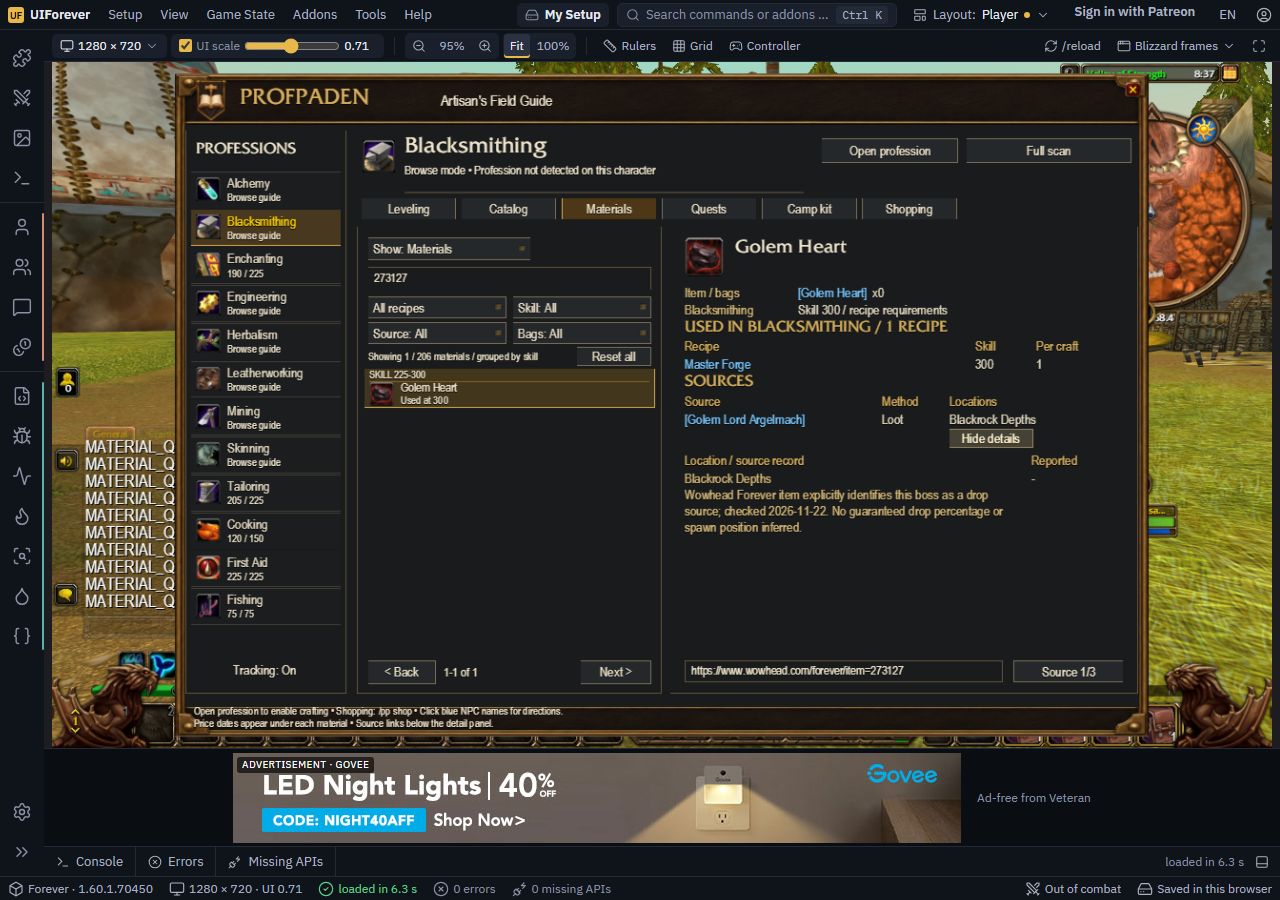 UF UIForever Setup View Game State Addons Tools Help My Setup Search commands or addons ... Ctrl K Layout: Player Sign in with Patreon EN
1280 × 720 UI scale 0.71 95% Fit 100% Rulers Grid Controller /reload Blizzard frames
8:37
PROFPADEN
Artisan's Field Guide
PROFESSIONS
Alchemy
Browse guide
Blacksmithing
Browse guide
Enchanting
190 / 225
Engineering
Browse guide
Herbalism
Browse guide
Leatherworking
Browse guide
Mining
Browse guide
Skinning
Browse guide
Tailoring
205 / 225
Cooking
120 / 150
First Aid
225 / 225
Fishing
75 / 75
Tracking: On
Blacksmithing
Browse mode • Profession not detected on this character
Open profession
Full scan
Leveling Catalog Materials Quests Camp kit Shopping
Show: Materials
273127
All recipes Skill: All
Source: All Bags: All
Showing 1 / 206 materials / grouped by skill Reset all
SKILL 225-300
Golem Heart
Used at 300
< Back 1-1 of 1 Next >
Golem Heart
Item / bags [Golem Heart] x0
Blacksmithing Skill 300 / recipe requirements
USED IN BLACKSMITHING / 1 RECIPE
Recipe Skill Per craft
Master Forge 300 1
SOURCES
Source Method Locations
[Golem Lord Argelmach] Loot Blackrock Depths
Hide details
Location / source record Reported
Blackrock Depths -
Wowhead Forever item explicitly identifies this boss as a drop
source; checked 2026-11-22. No guaranteed drop percentage or
spawn position inferred.
https://www.wowhead.com/forever/item=273127 Source 1/3
Open profession to enable crafting • Shopping: /pp shop • Click blue NPC names for directions.
Price dates appear under each material • Source links below the detail panel.
0
General
MATERIAL_Q
MATERIAL_Q
MATERIAL_Q
MATERIAL_Q
MATERIAL_Q
MATERIAL_Q
MATERIAL_Q
MATERIAL_Q
MATERIAL_Q
MATERIAL_Q
1
ADVERTISEMENT · GOVEE
LED Night Lights | 40% OFF
CODE: NIGHT40AFF Shop Now>
Govee
Ad-free from Veteran
Console Errors Missing APIs loaded in 6.3 s
Forever · 1.60.1.70450 1280 × 720 · UI 0.71 loaded in 6.3 s 0 errors 0 missing APIs Out of combat Saved in this browser